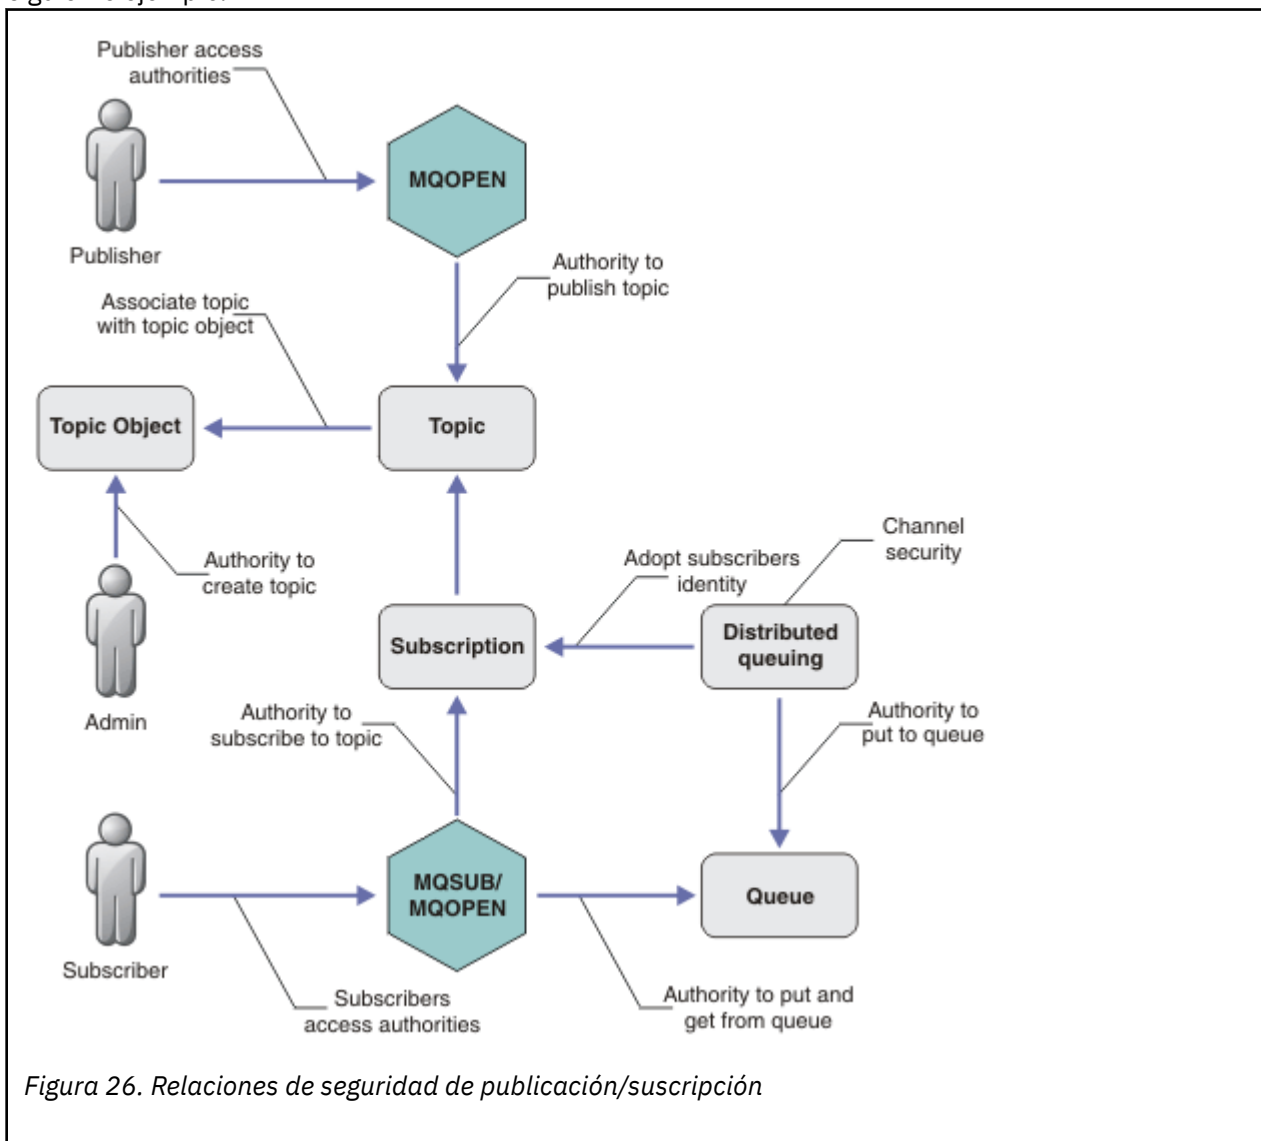 Publisher access
authorities
MQOPEN
Publisher
Authority to
publish topic
Associate topic
with topic object
Topic Object
Topic
Authority to
create topic
Channel
security
Adopt subscribers
identity
Subscription
Distributed
queuing
Admin
Authority to
subscribe to topic
Authority to
put to queue
MQSUB/
MQOPEN
Queue
Subscriber
Subscribers
access authorities
Authority to put and
get from queue
Figura 26. Relaciones de seguridad de publicación/suscripción